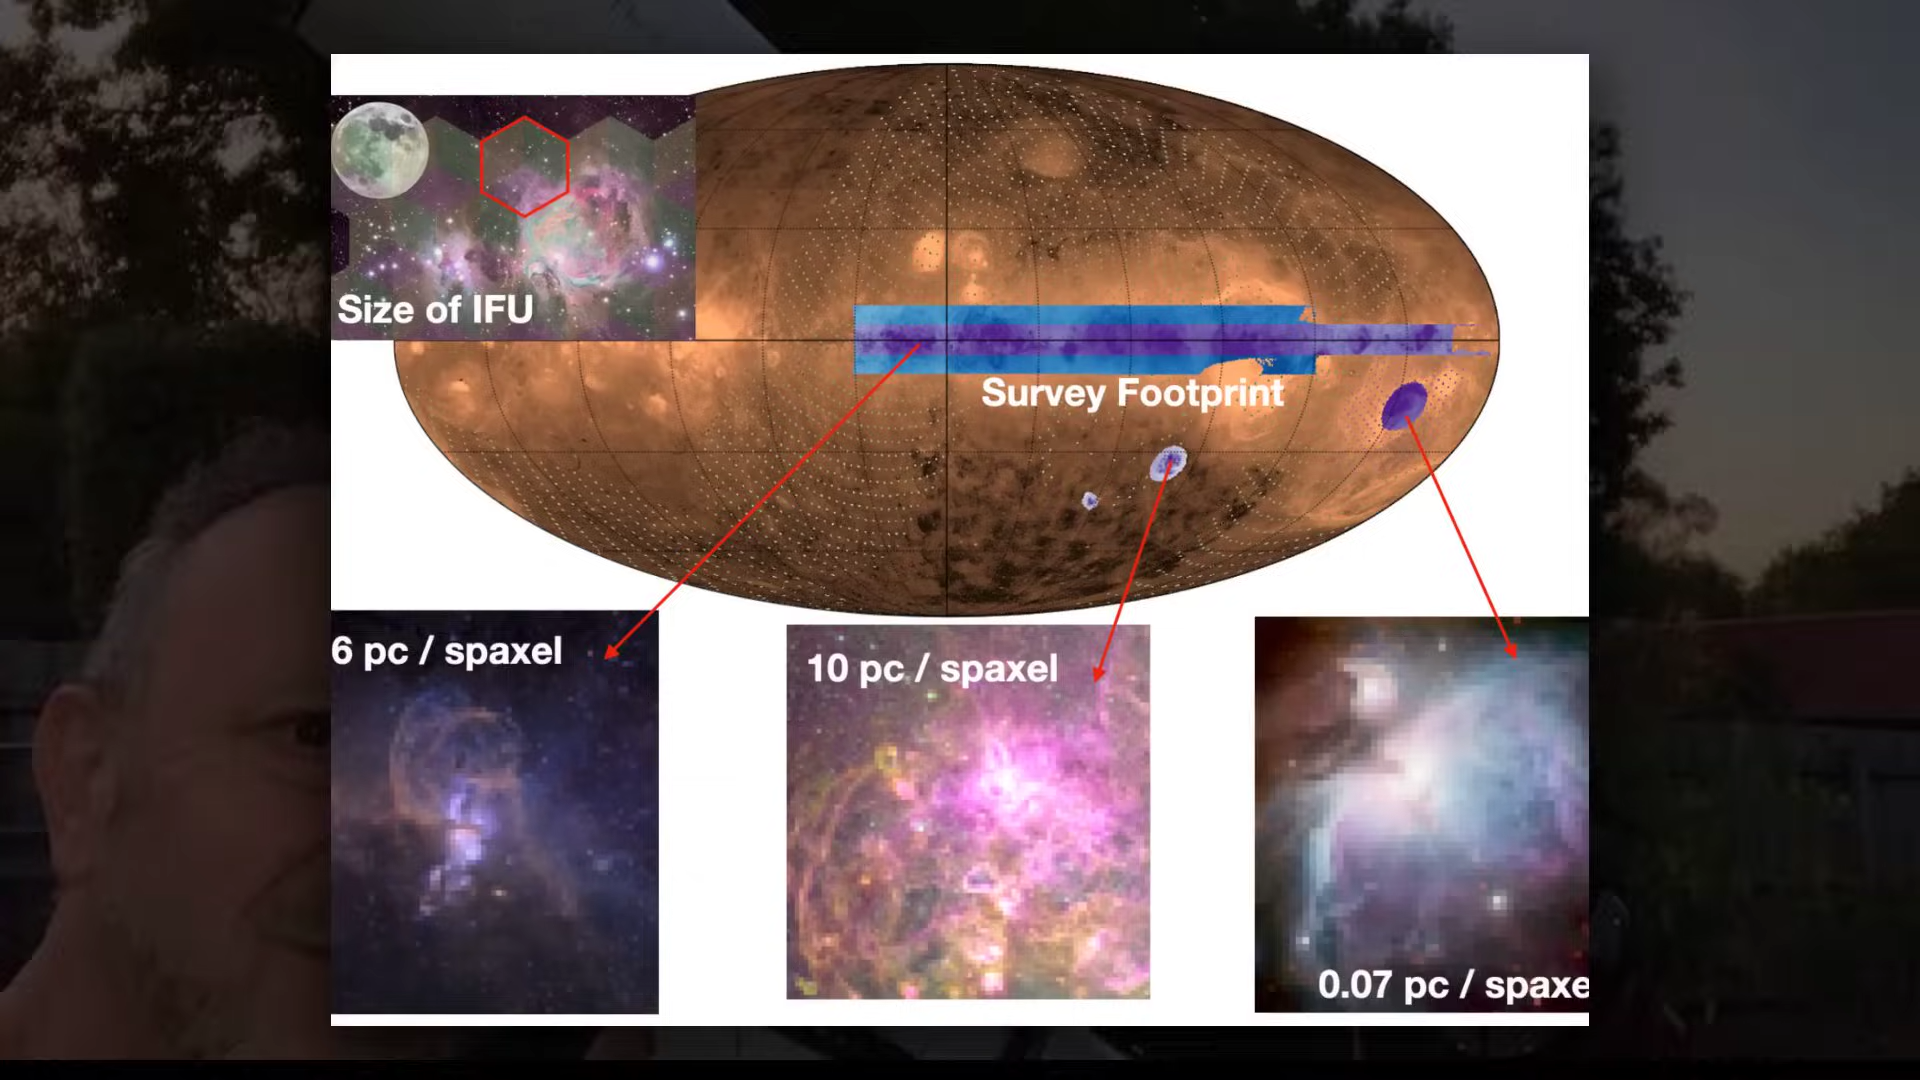 Size of IFU
Survey Footprint
6 pc / spaxel
10 pc / spaxel
0.07 pc / spaxe